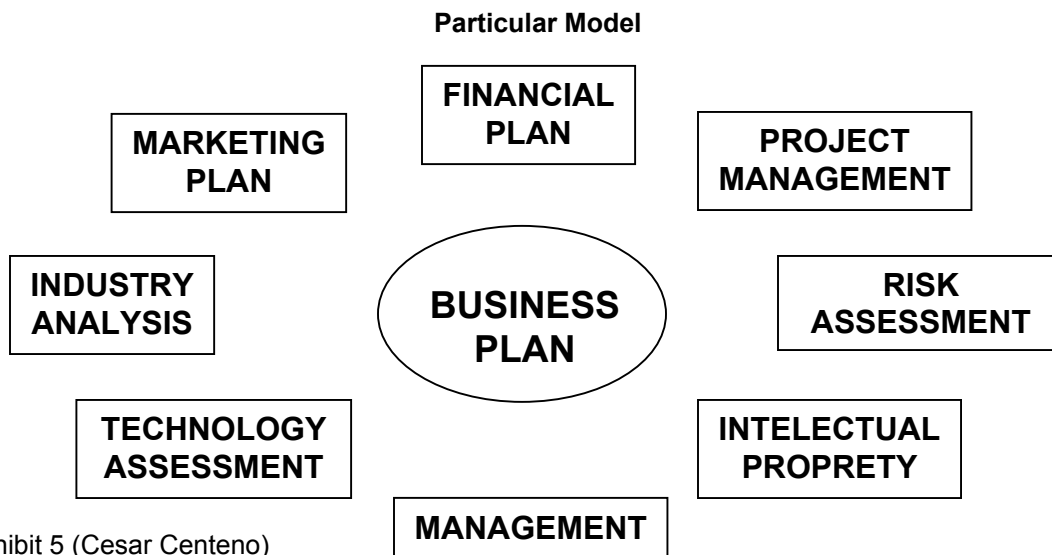 Particular Model
FINANCIAL
PLAN
MARKETING
PLAN
PROJECT
MANAGEMENT
INDUSTRY
ANALYSIS
BUSINESS
PLAN
RISK
ASSESSMENT
TECHNOLOGY
ASSESSMENT
INTELECTUAL
PROPRETY
MANAGEMENT
hibit 5 (Cesar Centeno)